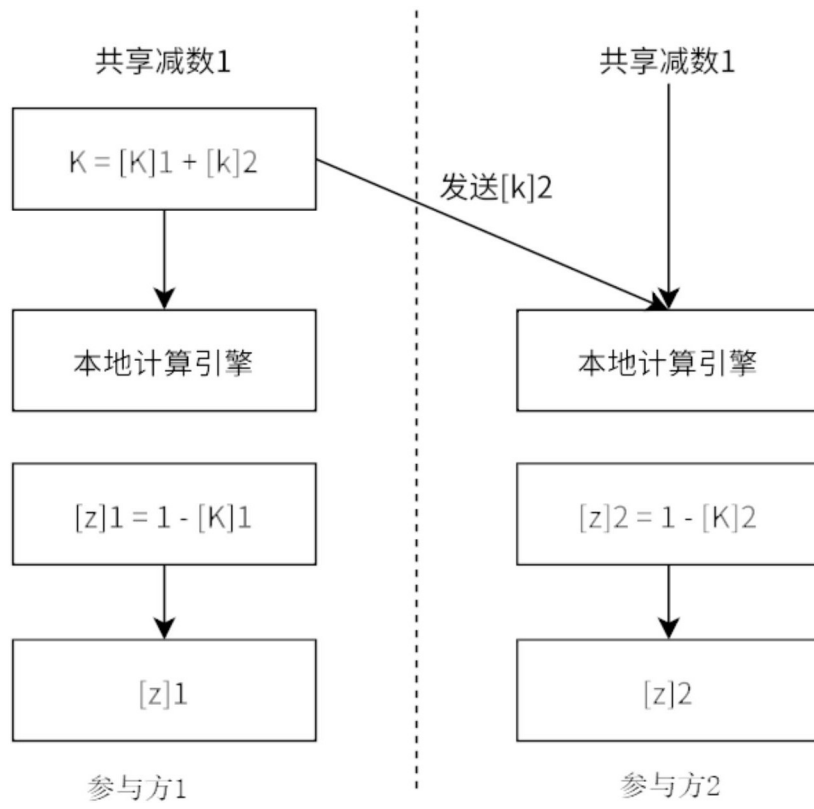 共享减数1
共享减数1
K = [K]1 + [k]2
发送[k]2
本地计算引擎
本地计算引擎
[z]1 = 1 - [K]1
[z]2 = 1 - [K]2
[z]1
[z]2
参与方1
参与方2